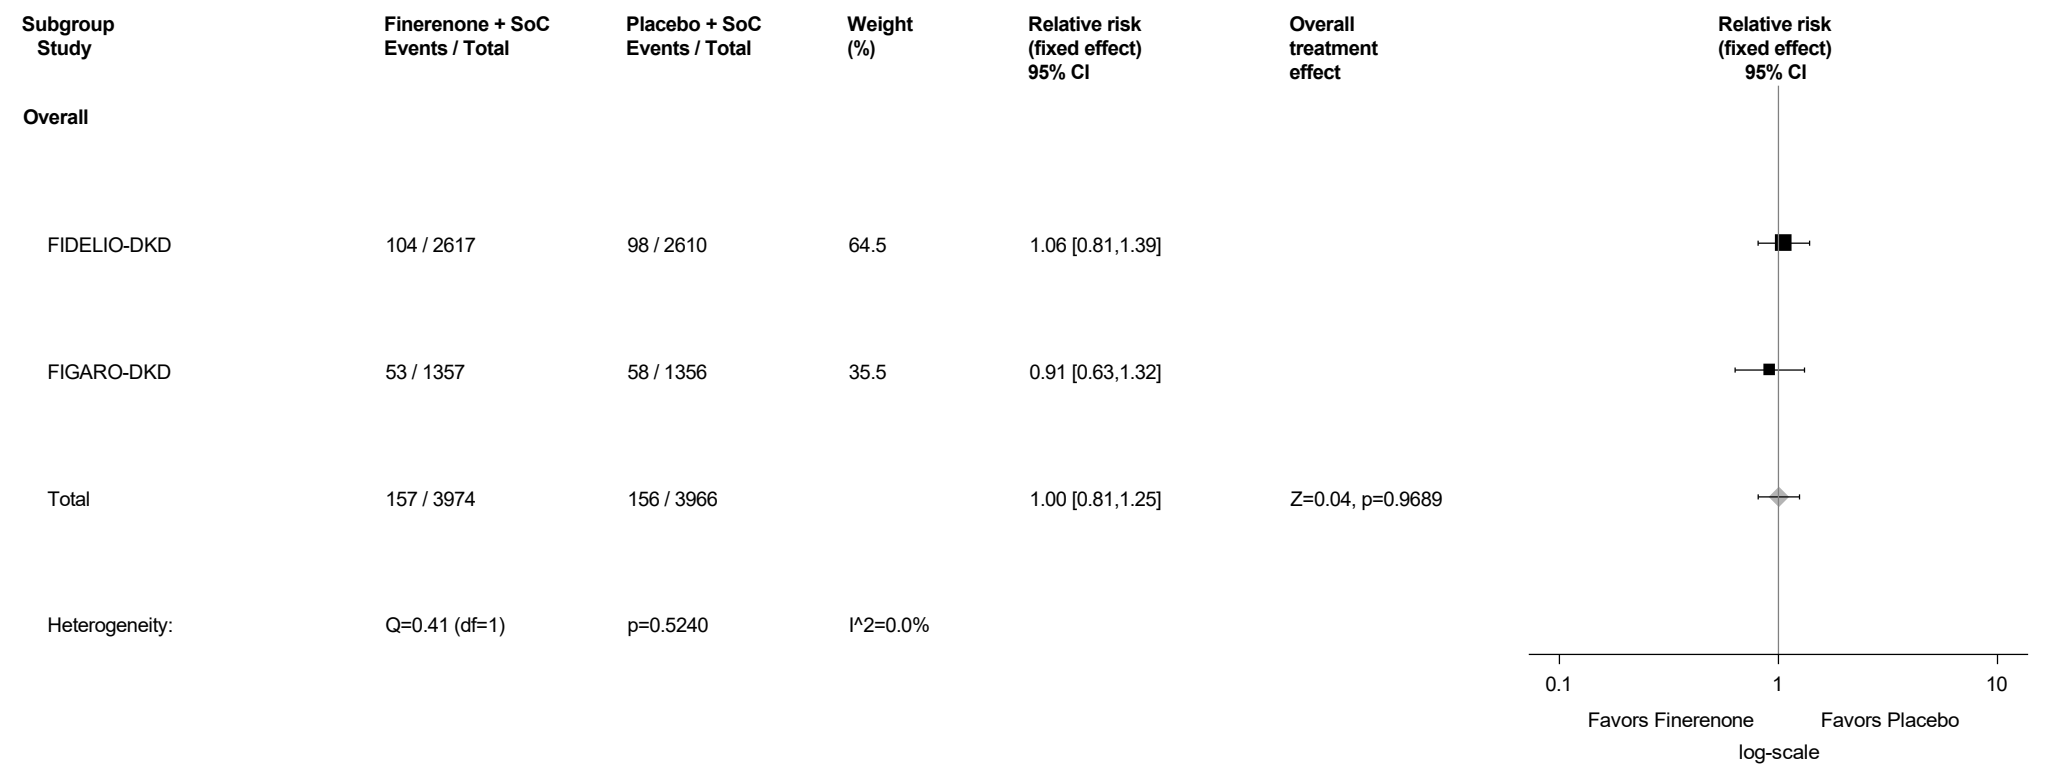 Subgroup Finerenone + SoC Placebo + SoC Weight Relative risk Overall Relative risk
Study Events / Total Events / Total (%) (fixed effect) treatment (fixed effect)
95% CI effect 95% CI
Overall
FIDELIO-DKD 104 / 2617 98 / 2610 64.5 1.06 [0.81,1.39]
FIGARO-DKD 53 / 1357 58 / 1356 35.5 0.91 [0.63,1.32]
Total 157 / 3974 156 / 3966 1.00 [0.81,1.25] Z=0.04, p=0.9689
Heterogeneity: Q=0.41 (df=1) p=0.5240 I^2=0.0%
0.1 1 10
Favors Finerenone Favors Placebo
log-scale